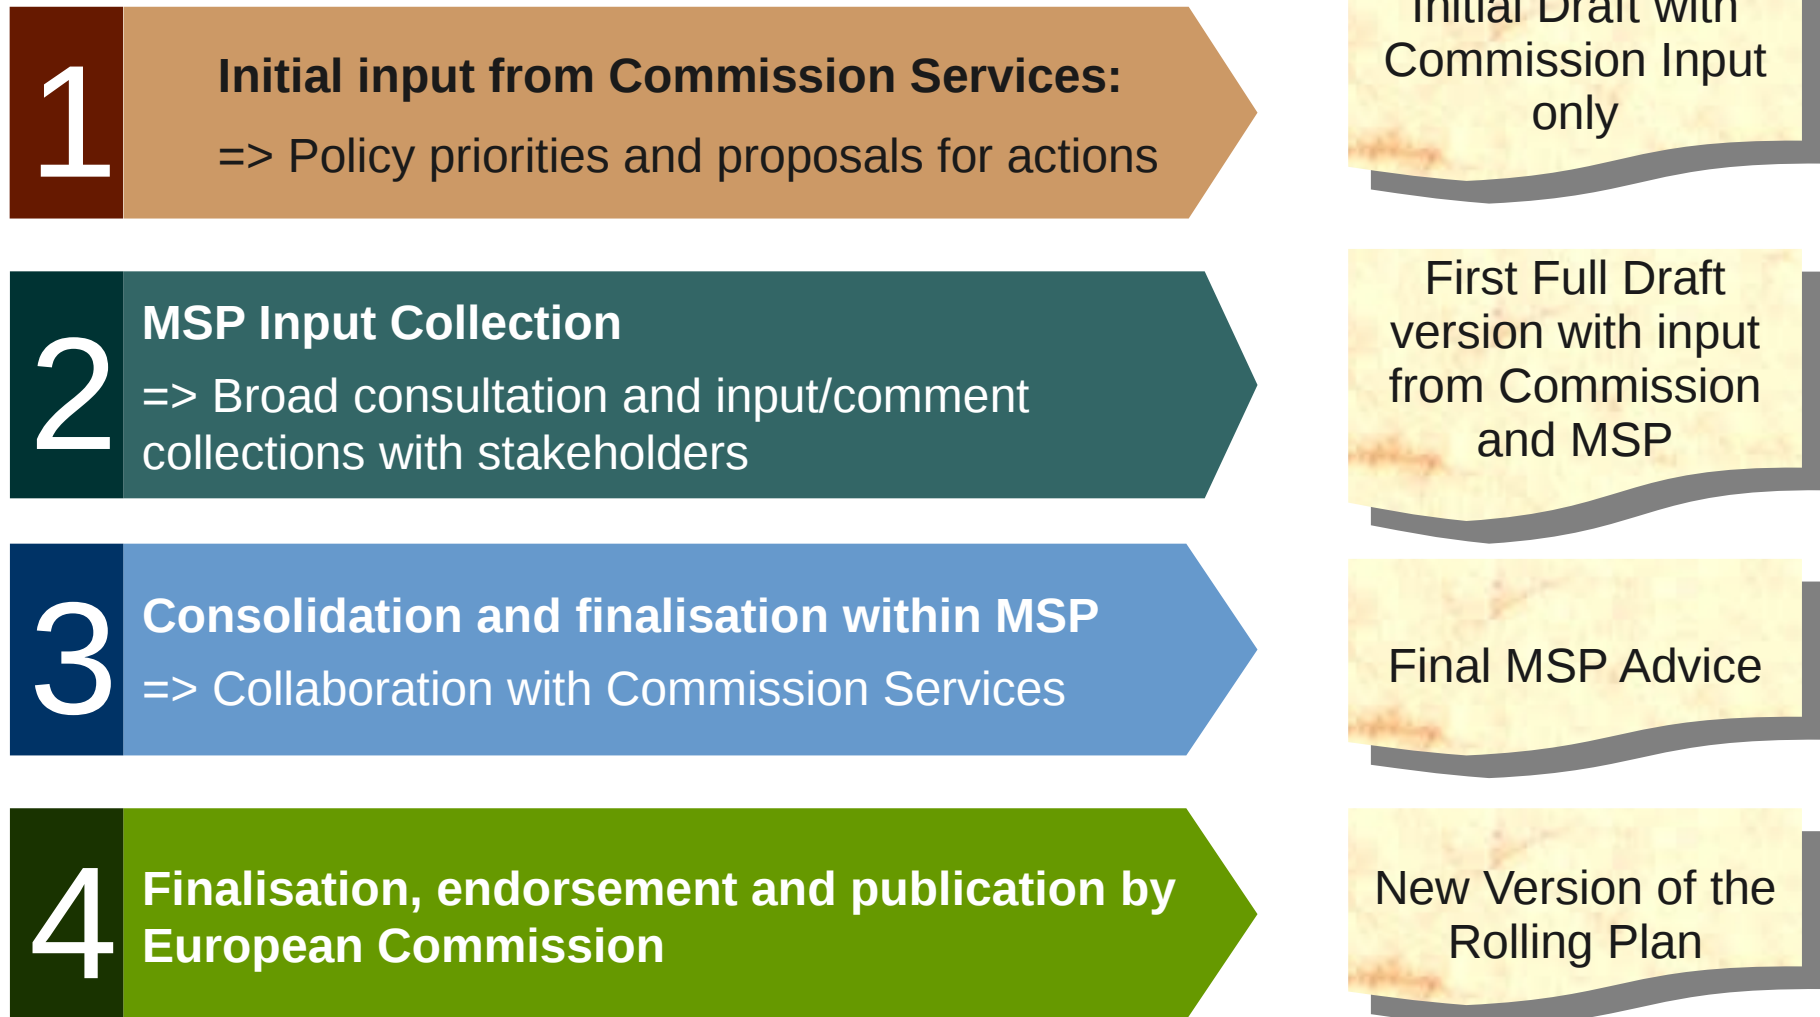 1
Initial input from Commission Services:
=> Policy priorities and proposals for actions
Initial Draft with
Commission Input
only
2
MSP Input Collection
=> Broad consultation and input/comment
collections with stakeholders
First Full Draft
version with input
from Commission
and MSP
3
Consolidation and finalisation within MSP
=> Collaboration with Commission Services
Final MSP Advice
4
Finalisation, endorsement and publication by
European Commission
New Version of the
Rolling Plan